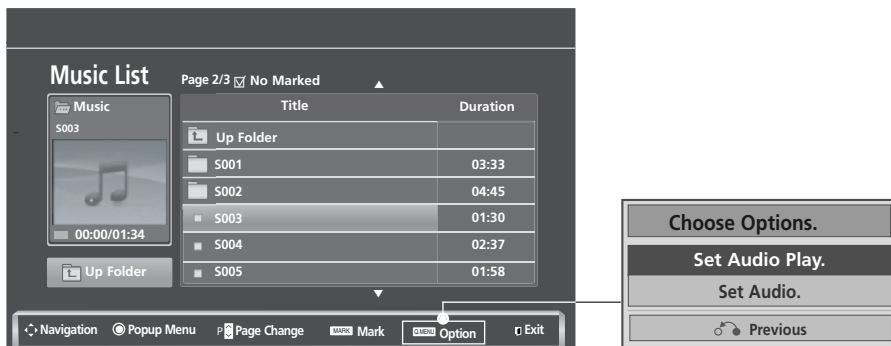 Music List
Page 2/3 No Marked
Music
S003
00:00/01:34
Up Folder
Title Duration
Up Folder
S001 03:33
S002 04:45
S003 01:30
S004 02:37
S005 01:58
Navigation Popup Menu P Page Change MARK Mark Q.MENU Option Exit
Choose Options.
Set Audio Play.
Set Audio.
Previous